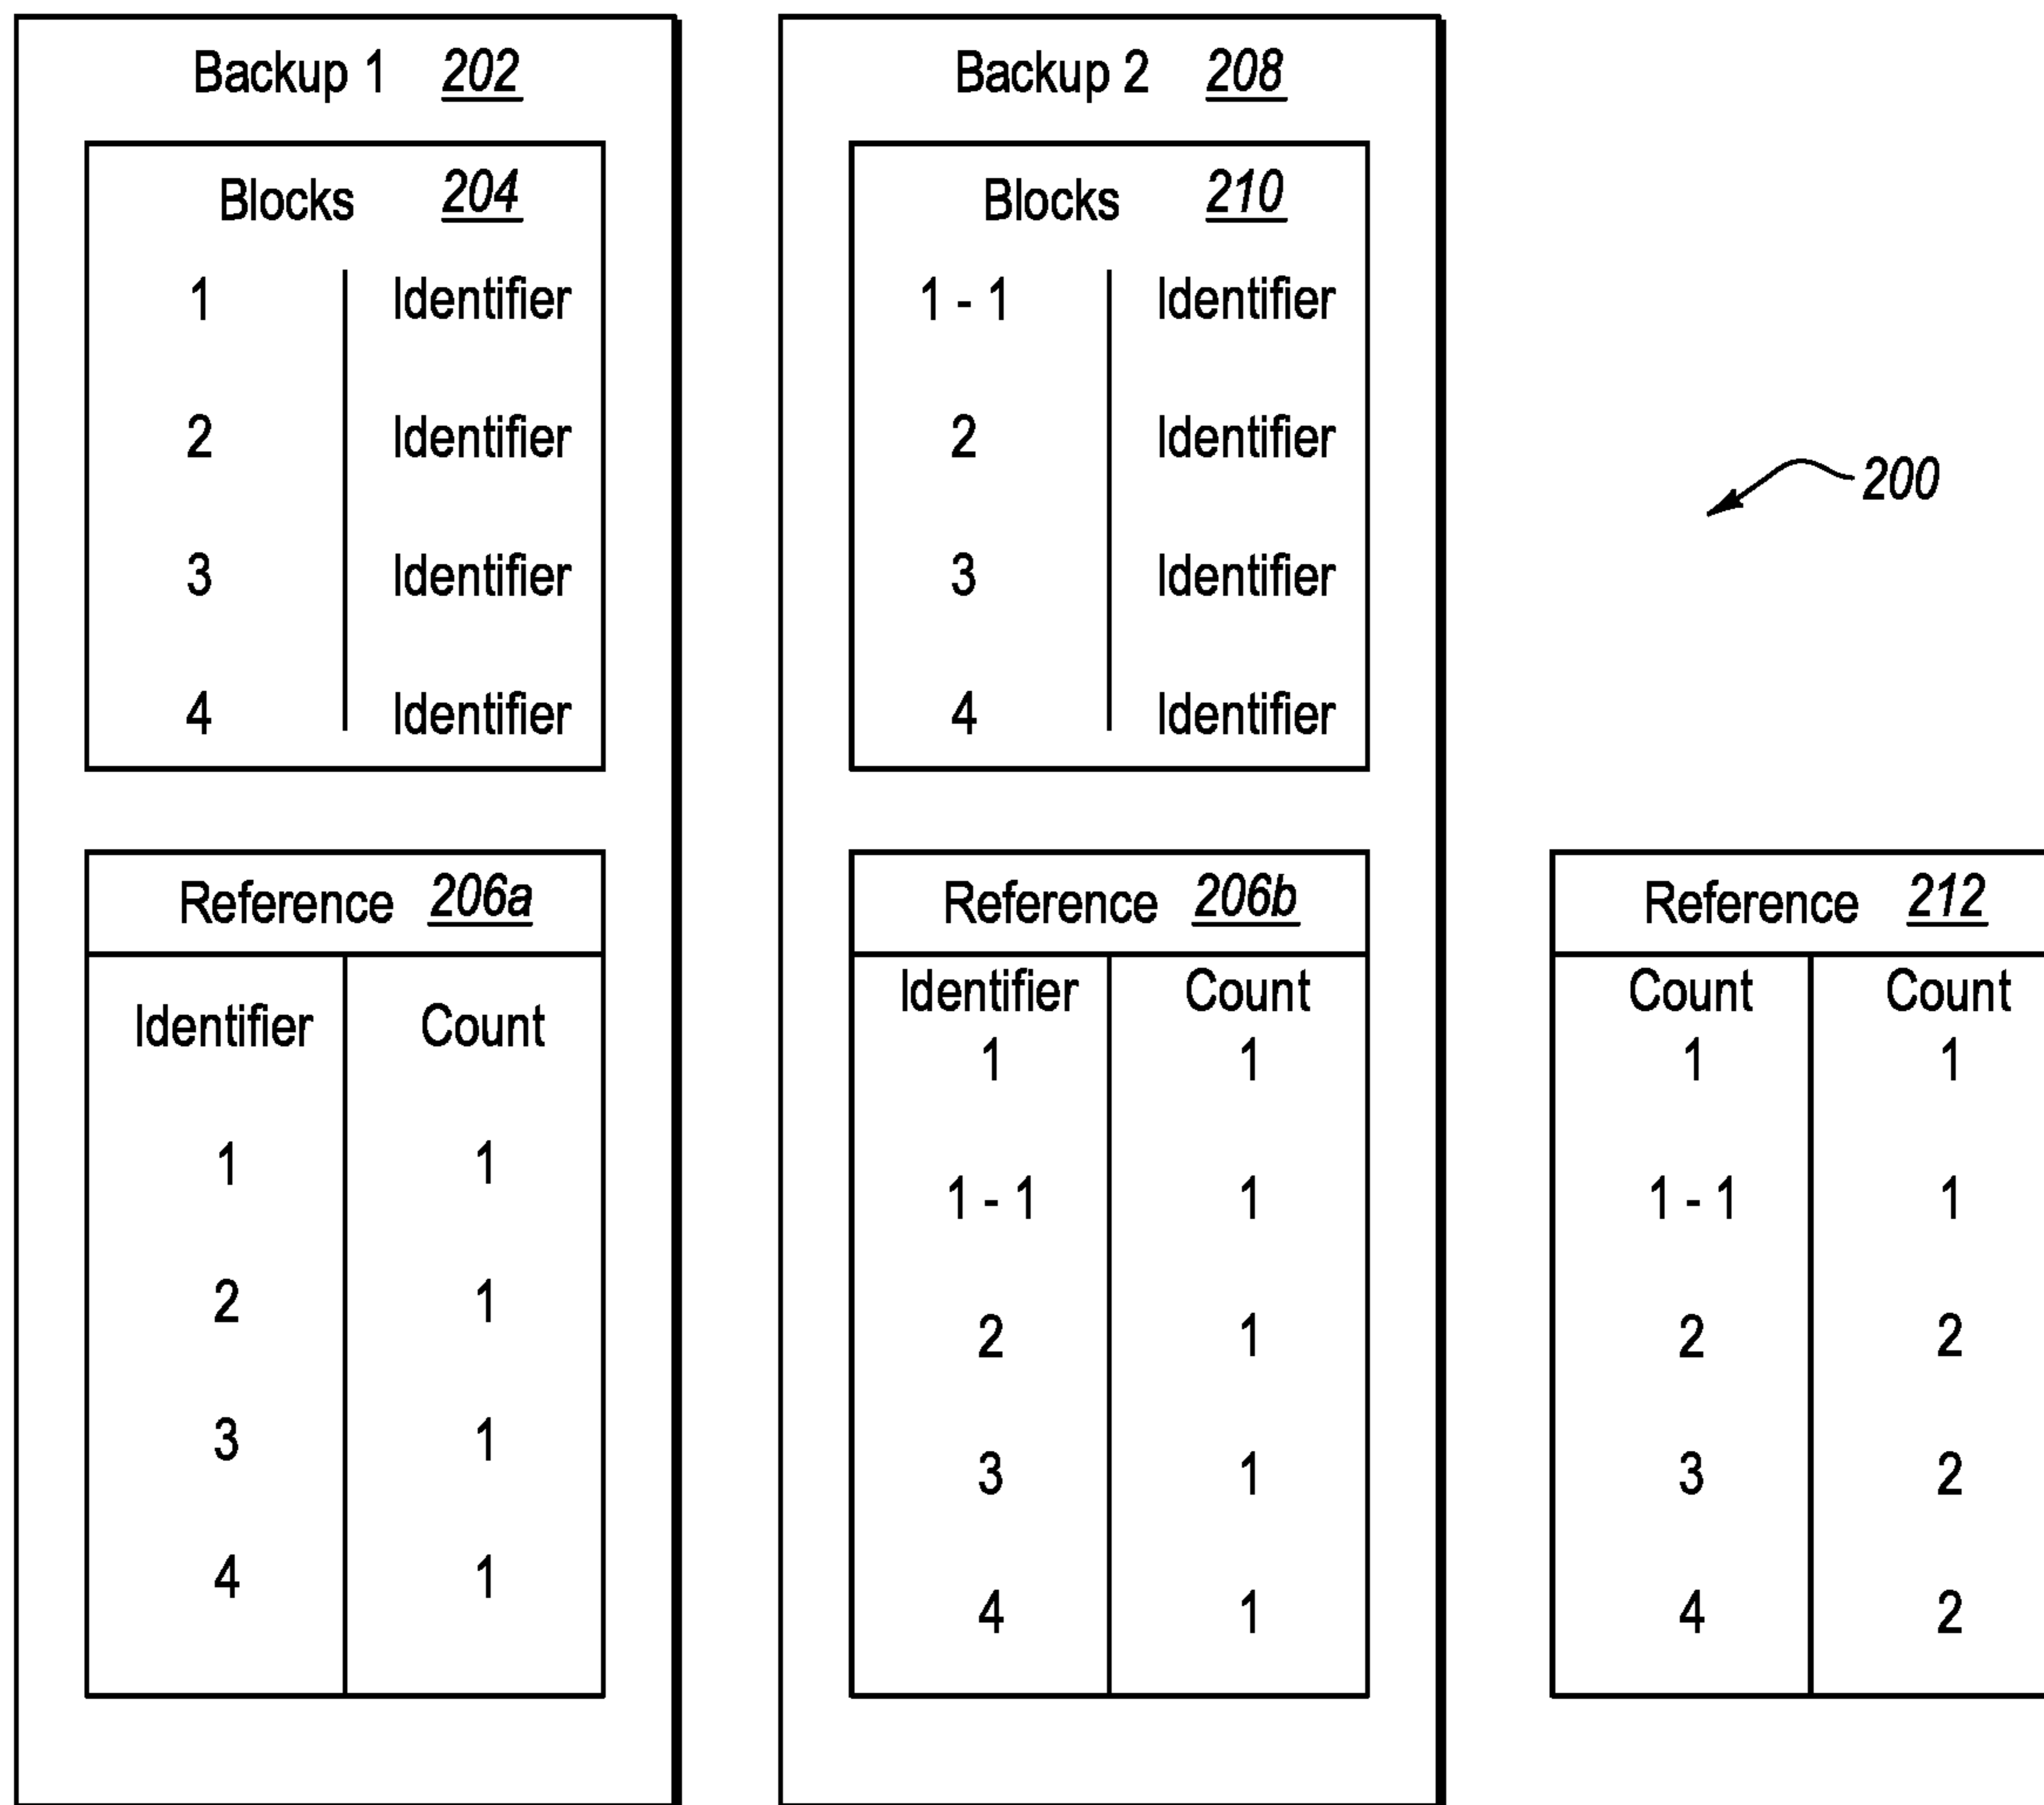 Backup 1 202
Blocks 204
1 Identifier
2 Identifier
3 Identifier
4 Identifier
Reference 206a
Identifier Count
1 1
2 1
3 1
4 1
Backup 2 208
Blocks 210
1 - 1 Identifier
2 Identifier
3 Identifier
4 Identifier
Reference 206b
Identifier Count
1 1
1 - 1 1
2 1
3 1
4 1
200
Reference 212
Count Count
1 1
1 - 1 1
2 2
3 2
4 2